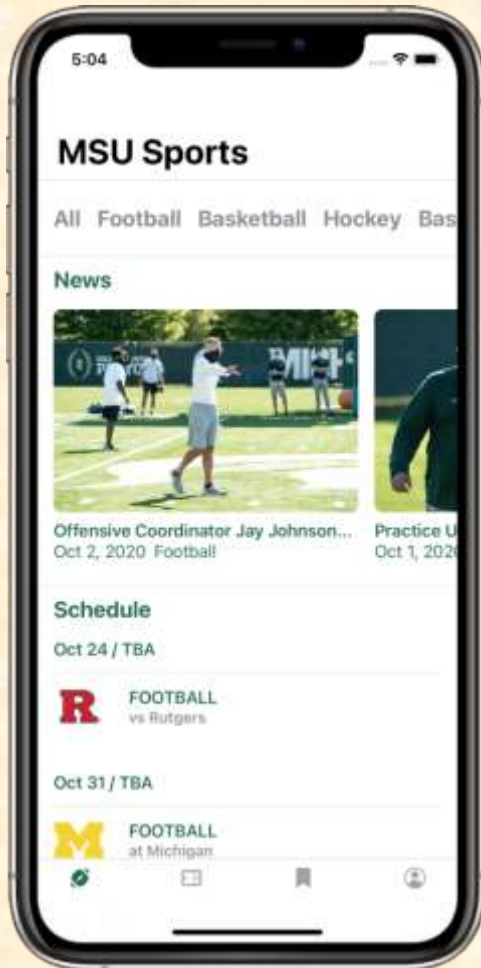 5:04
MSU Sports
All Football Basketball Hockey Bas
News
Offensive Coordinator Jay Johnson...
Oct 2, 2020 Football
Practice U
Oct 1, 202
Schedule
Oct 24 / TBA
R
FOOTBALL
vs Rutgers
Oct 31 / TBA
M
FOOTBALL
at Michigan